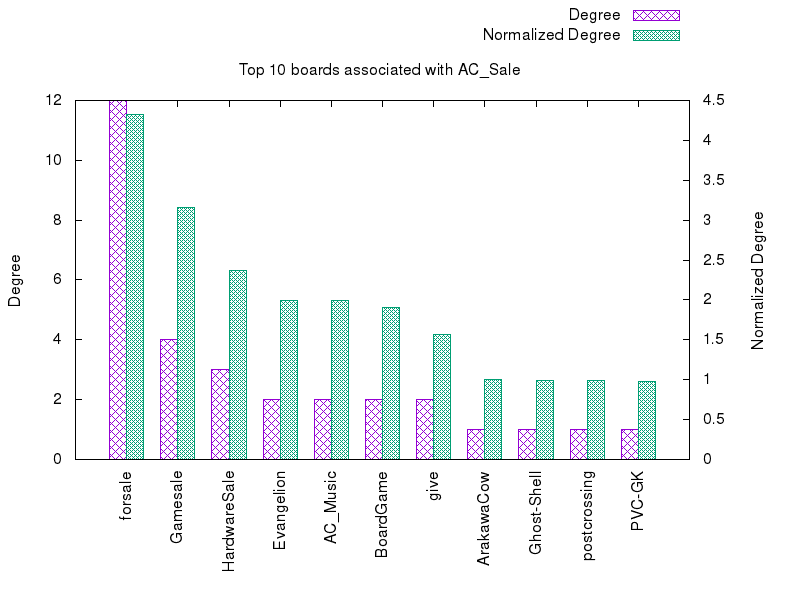 Degree
Normalized Degree
Top 10 boards associated with AC_Sale
12
10
8
6
4
2
0
4.5
4
3.5
3
2.5
2
1.5
1
0.5
0
Degree
Normalized Degree
forsale
Gamesale
HardwareSale
Evangelion
AC_Music
BoardGame
give
ArakawaCow
Ghost-Shell
postcrossing
PVC-GK